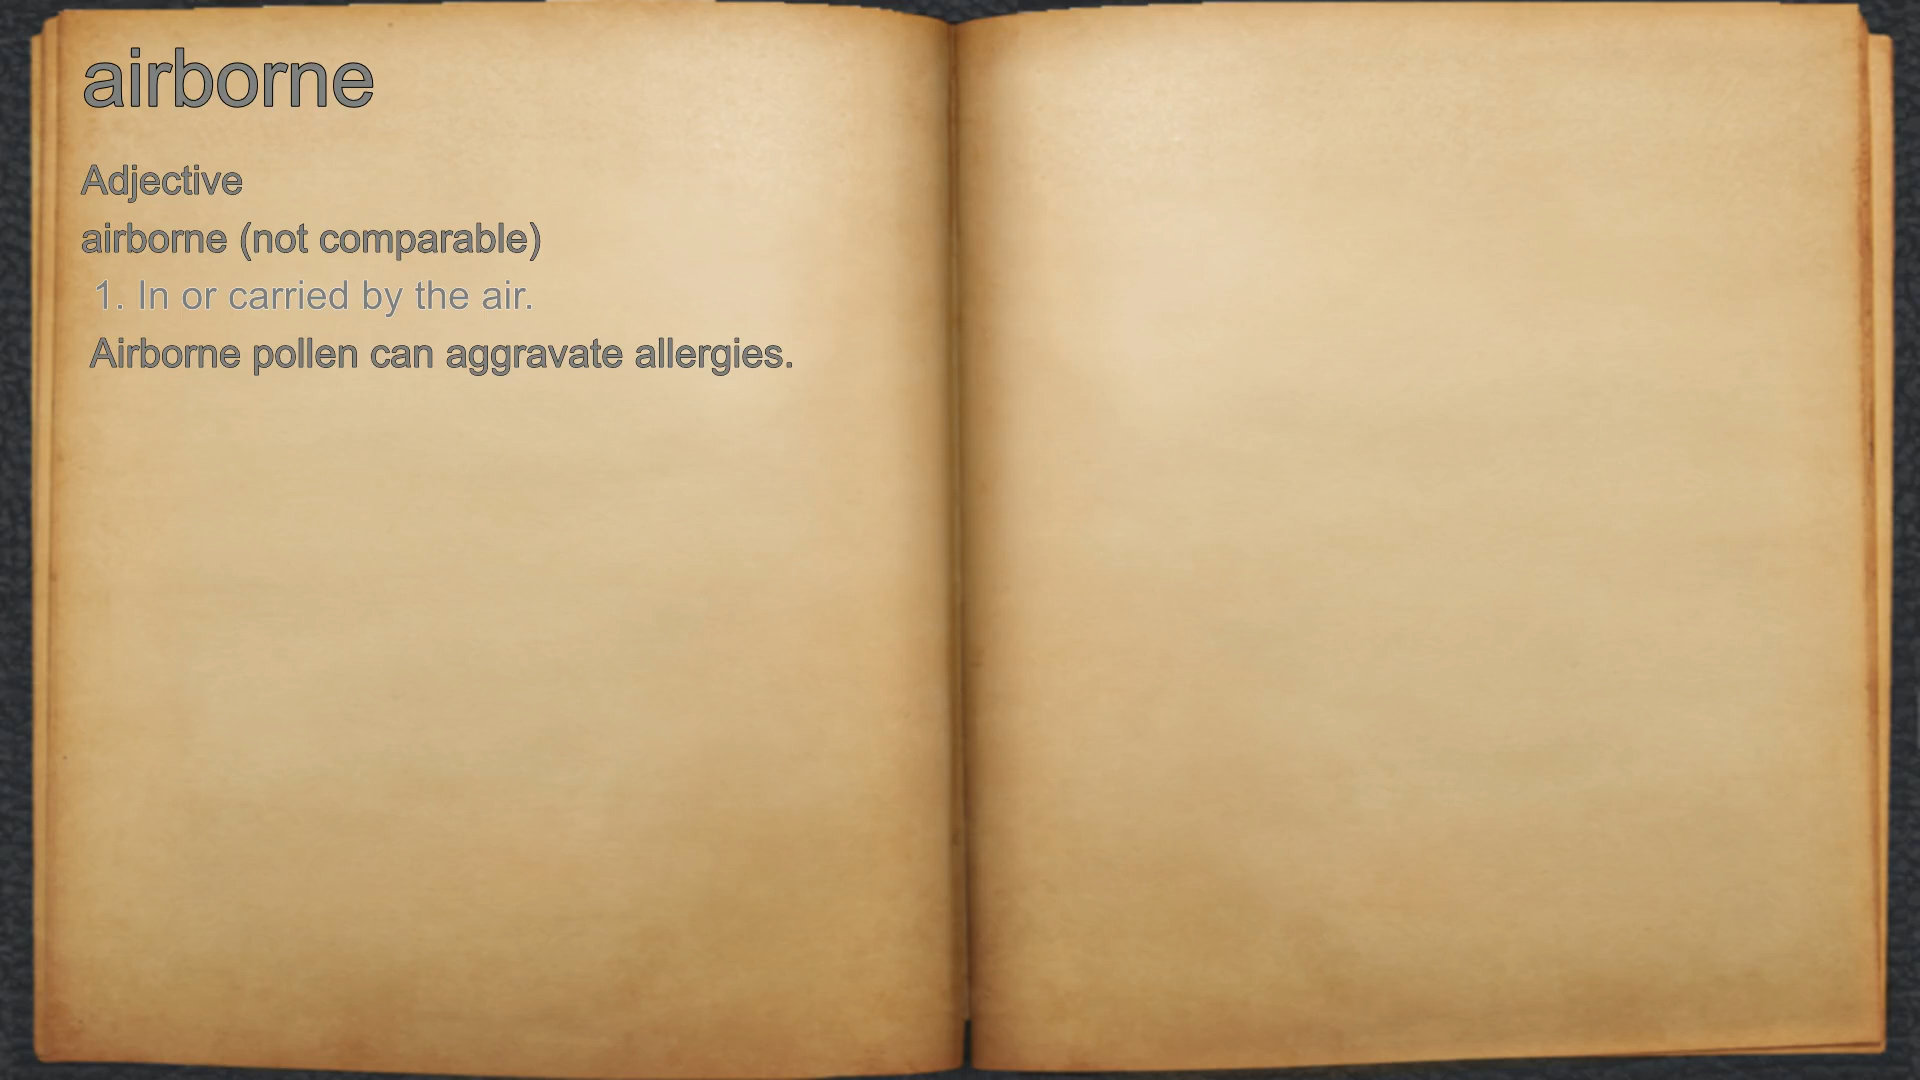 airborne
Adjective
airborne (not comparable)
1. In or carried by the air.
Airborne pollen can aggravate allergies.